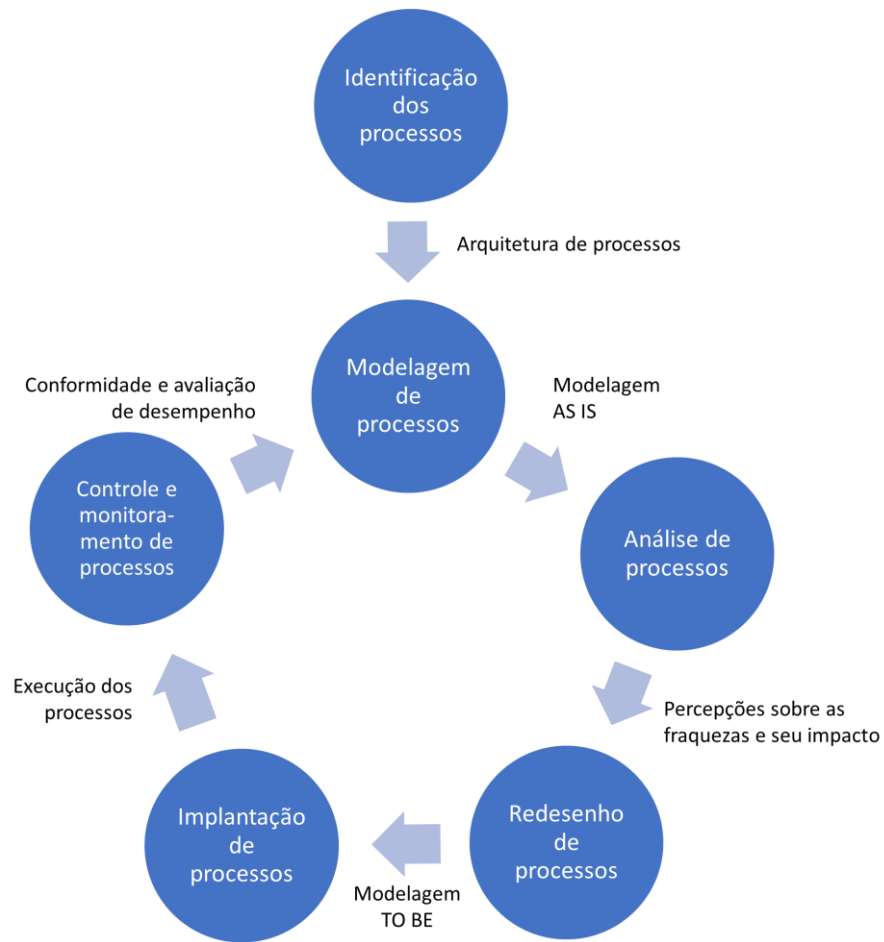 Identificação
dos
processos
Arquitetura de processos
Modelagem
de
processos
Modelagem
AS IS
Análise de
processos
Percepções sobre as
fraquezas e seu impacto
Redesenho
de
processos
Modelagem
TO BE
Implantação
de
processos
Execução dos
processos
Controle e
monitora-
mento de
processos
Conformidade e avaliação
de desempenho